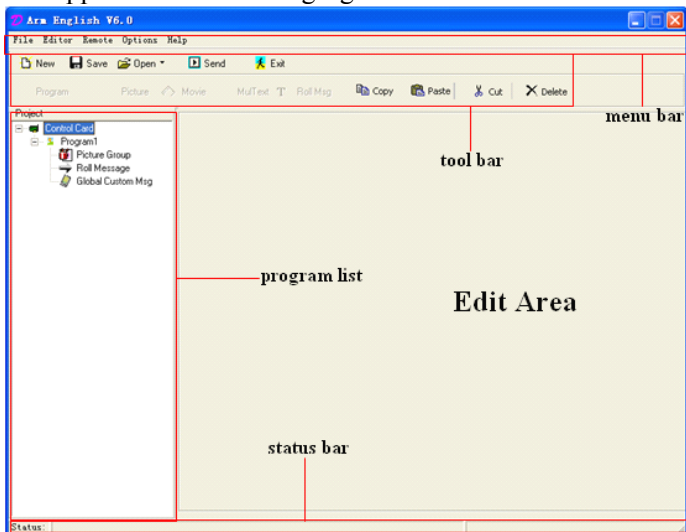 Arm English V6.0
File Editor Remote Options Help
New Save Open Send Exit
Program Picture Movie MulText T Roll Msg Copy Paste Cut Delete
Project
menu bar
Control Card
Program1
tool bar
Picture Group
Roll Message
Global Custom Msg
program list
Edit Area
status bar
Status: